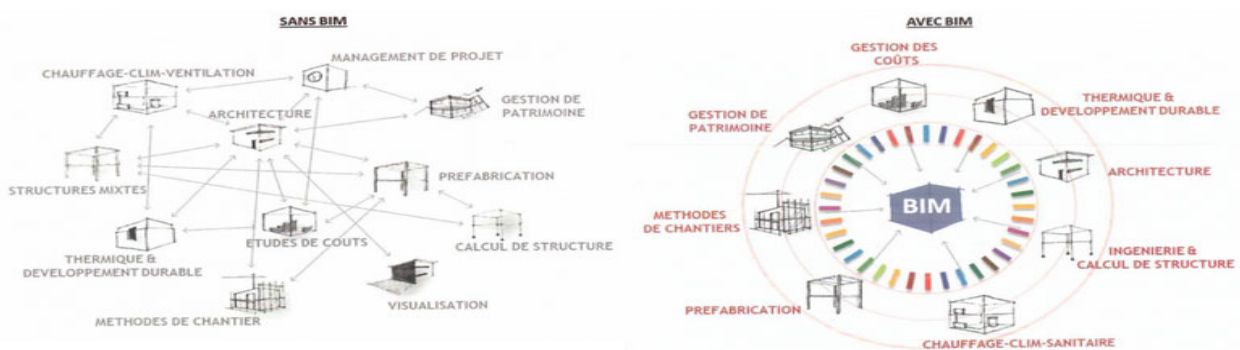 SANS BIM
MANAGEMENT DE PROJET
CHAUFFAGE-CLIM-VENTILATION
ARCHITECTURE
GESTION DE
PATRIMOINE
STRUCTURES MIXTES
PREFABRICATION
ETUDES DE COUTS
CALCUL DE STRUCTURE
THERMIQUE &
DEVELOPPEMENT DURABLE
VISUALISATION
METHODES DE CHANTIER
AVEC BIM
GESTION DES
COÛTS
THERMIQUE &
DEVELOPPEMENT DURABLE
GESTION DE
PATRIMOINE
ARCHITECTURE
BIM
METHODES
DE CHANTIERS
INGENIERIE &
CALCUL DE STRUCTURE
PREFABRICATION
CHAUFFAGE-CLIM-SANITAIRE